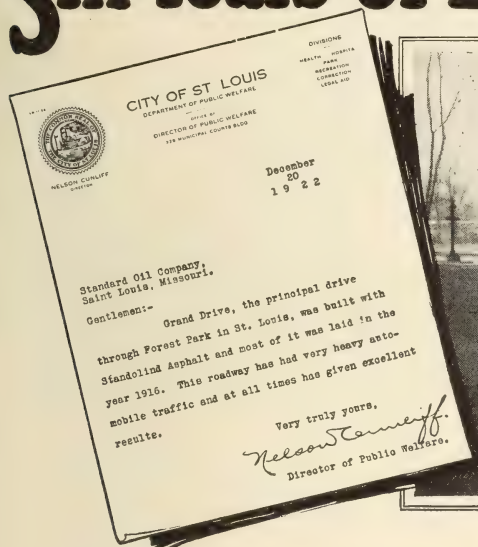 CITY OF ST LOUIS
DEPARTMENT OF PUBLIC WELFARE
OFFICE OF
DIRECTOR OF PUBLIC WELFARE
NELSON CUNLIFF
DIRECTOR
DIVISIONS
HEALTH HOSPITA
PARK
RECREATION
CORRECTION
LEGAL AID
December
20
1922
Standard Oil Company,
Saint Louis, Missouri.
Gentlemen:-
Grand Drive, the principal drive
through Forest Park in St. Louis, was built with
Standolind Asphalt and most of it was laid in the
year 1916. This roadway has had very heavy auto-
mobile traffic and at all times has given excellent
results.
Very truly yours,
Nelson Cunliff.
Director of Public Welfare.